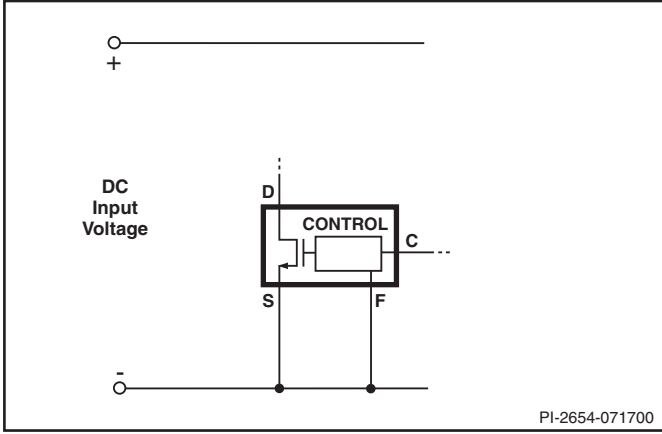 +
DC
Input
Voltage
D
CONTROL
C
S
F
-
PI-2654-071700